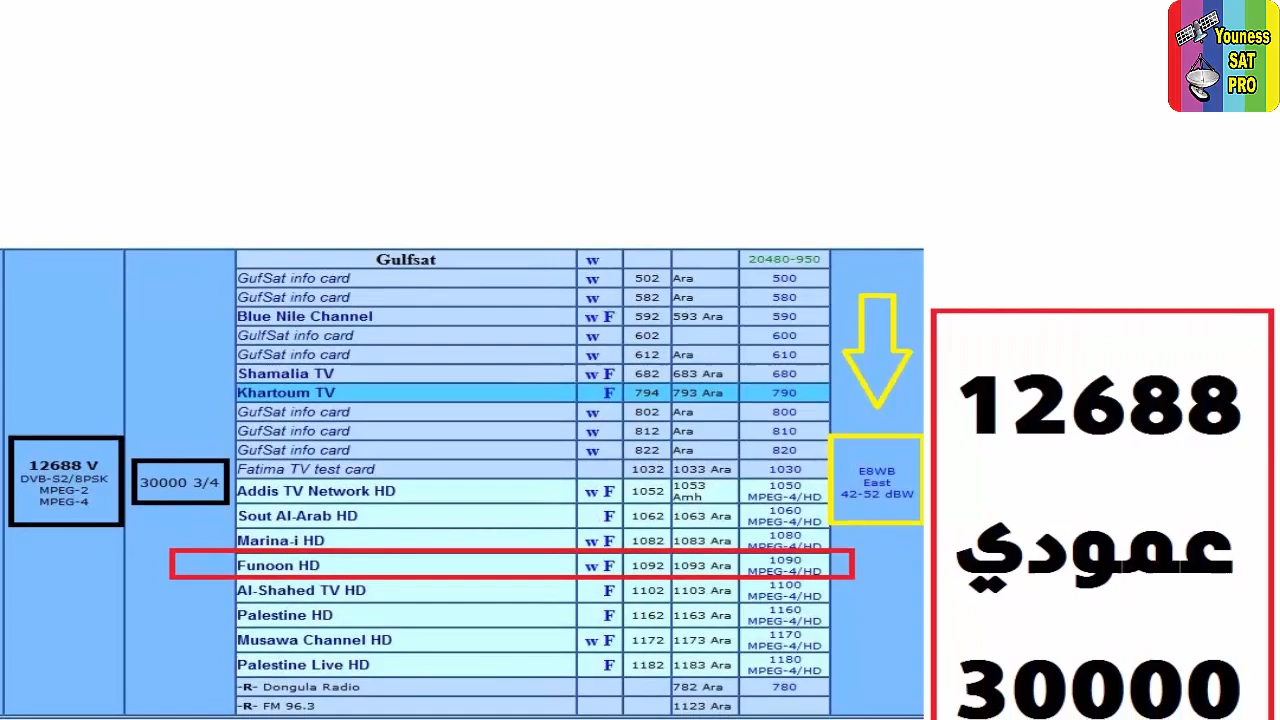 Youness
SAT
PRO
Gulfsat w 20480-950
GufSat info card w 502 Ara 500
GufSat info card w 582 Ara 580
Blue Nile Channel w F 592 593 Ara 590
GulfSat info card w 602 600
GufSat info card w 612 Ara 610
Shamalia TV w F 682 683 Ara 680
Khartoum TV F 794 793 Ara 790
GufSat info card w 802 Ara 800
GufSat info card w 812 Ara 810
GufSat info card w 822 Ara 820
Fatima TV test card 1032 1033 Ara 1030
Addis TV Network HD w F 1052 1053 Amh 1050 MPEG-4/HD
Sout Al-Arab HD F 1062 1063 Ara 1060 MPEG-4/HD
Marina-i HD w F 1082 1083 Ara 1080 MPEG-4/HD
Funoon HD w F 1092 1093 Ara 1090 MPEG-4/HD
Al-Shahed TV HD F 1102 1103 Ara 1100 MPEG-4/HD
Palestine HD F 1162 1163 Ara 1160 MPEG-4/HD
Musawa Channel HD w F 1172 1173 Ara 1170 MPEG-4/HD
Palestine Live HD F 1182 1183 Ara 1180 MPEG-4/HD
-R- Dongula Radio 782 Ara 780
-R- FM 96.3 1123 Ara
12688 V
DVB-S2/8PSK
MPEG-2
MPEG-4
30000 3/4
E8WB
East
42-52 dBW
12688
عمودي
30000